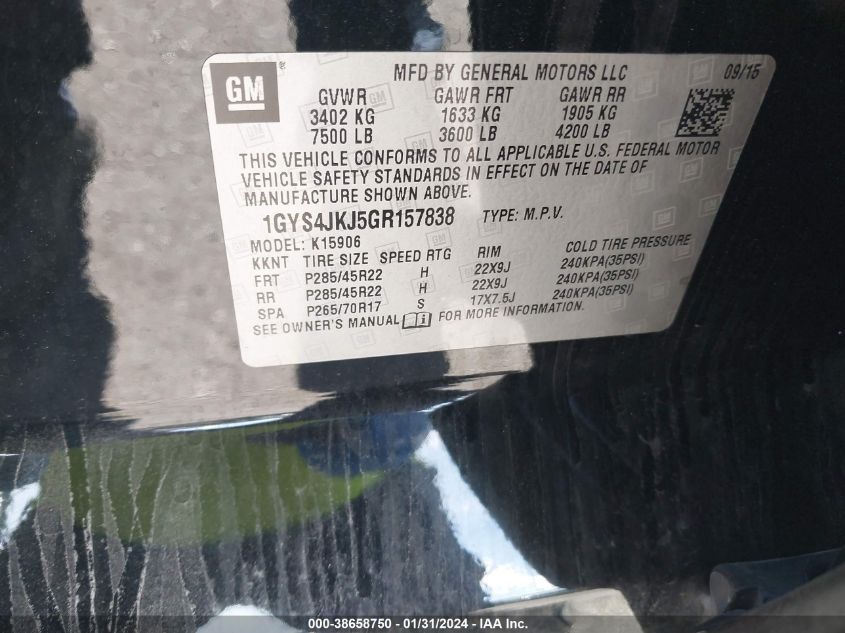 GM
MFD BY GENERAL MOTORS LLC 09/15
GVWR GAWR FRT GAWR RR
3402 KG 1633 KG 1905 KG
7500 LB 3600 LB 4200 LB
THIS VEHICLE CONFORMS TO ALL APPLICABLE U.S. FEDERAL MOTOR
VEHICLE SAFETY STANDARDS IN EFFECT ON THE DATE OF
MANUFACTURE SHOWN ABOVE.
1GYS4JKJ5GR157838 TYPE: M.P.V.
MODEL: K15906
KKNT TIRE SIZE SPEED RTG RIM COLD TIRE PRESSURE
FRT P285/45R22 H 22X9J 240KPA(35PSI)
RR P285/45R22 H 22X9J 240KPA(35PSI)
SPA P265/70R17 S 17X7.5J 240KPA(35PSI)
SEE OWNER'S MANUAL FOR MORE INFORMATION.
000-38658750 - 01/31/2024 - IAA Inc.